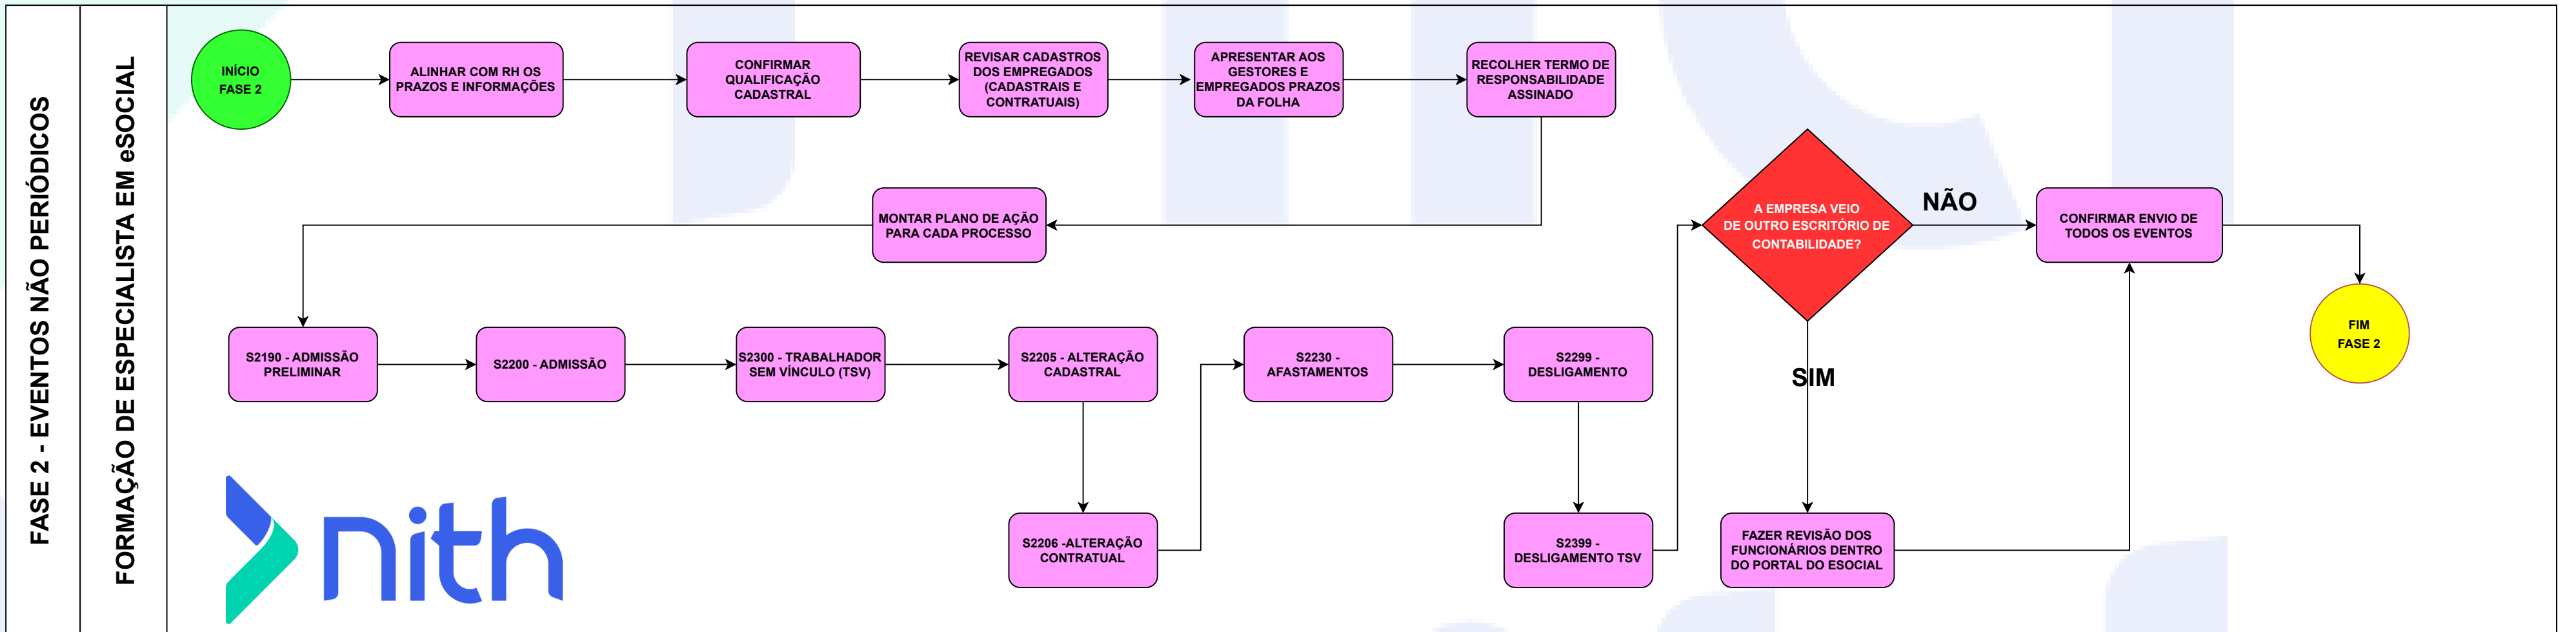 FASE 2 - EVENTOS NÃO PERIÓDICOS
FORMAÇÃO DE ESPECIALISTA EM eSOCIAL
INÍCIO
FASE 2
ALINHAR COM RH OS
PRAZOS E INFORMAÇÕES
CONFIRMAR
QUALIFICAÇÃO
CADASTRAL
REVISAR CADASTROS
DOS EMPREGADOS
(CADASTRAIS E
CONTRATUAIS)
APRESENTAR AOS
GESTORES E
EMPREGADOS PRAZOS
DA FOLHA
RECOLHER TERMO DE
RESPONSABILIDADE
ASSINADO
MONTAR PLANO DE AÇÃO
PARA CADA PROCESSO
S2190 - ADMISSÃO
PRELIMINAR
S2200 - ADMISSÃO
S2300 - TRABALHADOR
SEM VÍNCULO (TSV)
S2205 - ALTERAÇÃO
CADASTRAL
S2206 -ALTERAÇÃO
CONTRATUAL
S2230 -
AFASTAMENTOS
S2299 -
DESLIGAMENTO
S2399 -
DESLIGAMENTO TSV
A EMPRESA VEIO
DE OUTRO ESCRITÓRIO DE
CONTABILIDADE?
NÃO
SIM
FAZER REVISÃO DOS
FUNCIONÁRIOS DENTRO
DO PORTAL DO ESOCIAL
CONFIRMAR ENVIO DE
TODOS OS EVENTOS
FIM
FASE 2
nith